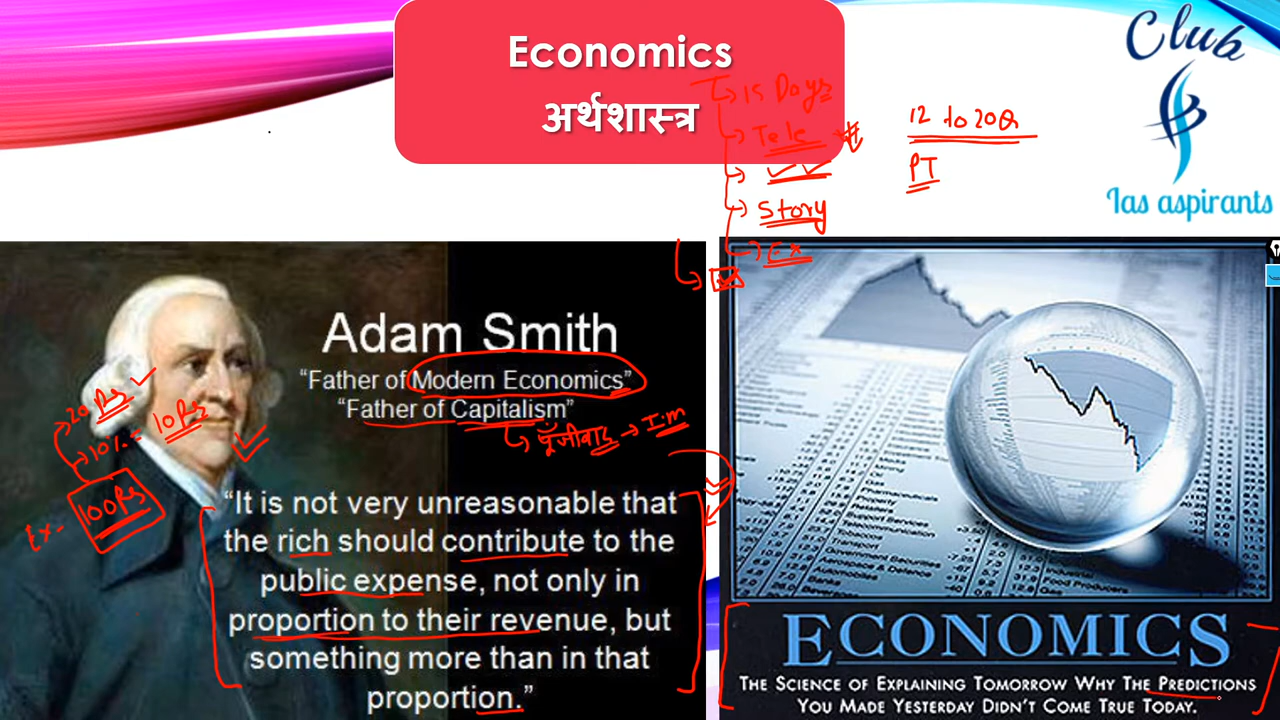 Economics
अर्थशास्त्र
Club
Ias aspirants
15 Days
Tele
Story
Ex
12 to 20Q
PT
Adam Smith
“Father of Modern Economics”
“Father of Capitalism”
पूँजीवाद → I.m
20 Rs
10% = 10 Rs
Ex- 100 Rs
“It is not very unreasonable that
the rich should contribute to the
public expense, not only in
proportion to their revenue, but
something more than in that
proportion.”
ECONOMICS
THE SCIENCE OF EXPLAINING TOMORROW WHY THE PREDICTIONS
YOU MADE YESTERDAY DIDN'T COME TRUE TODAY.